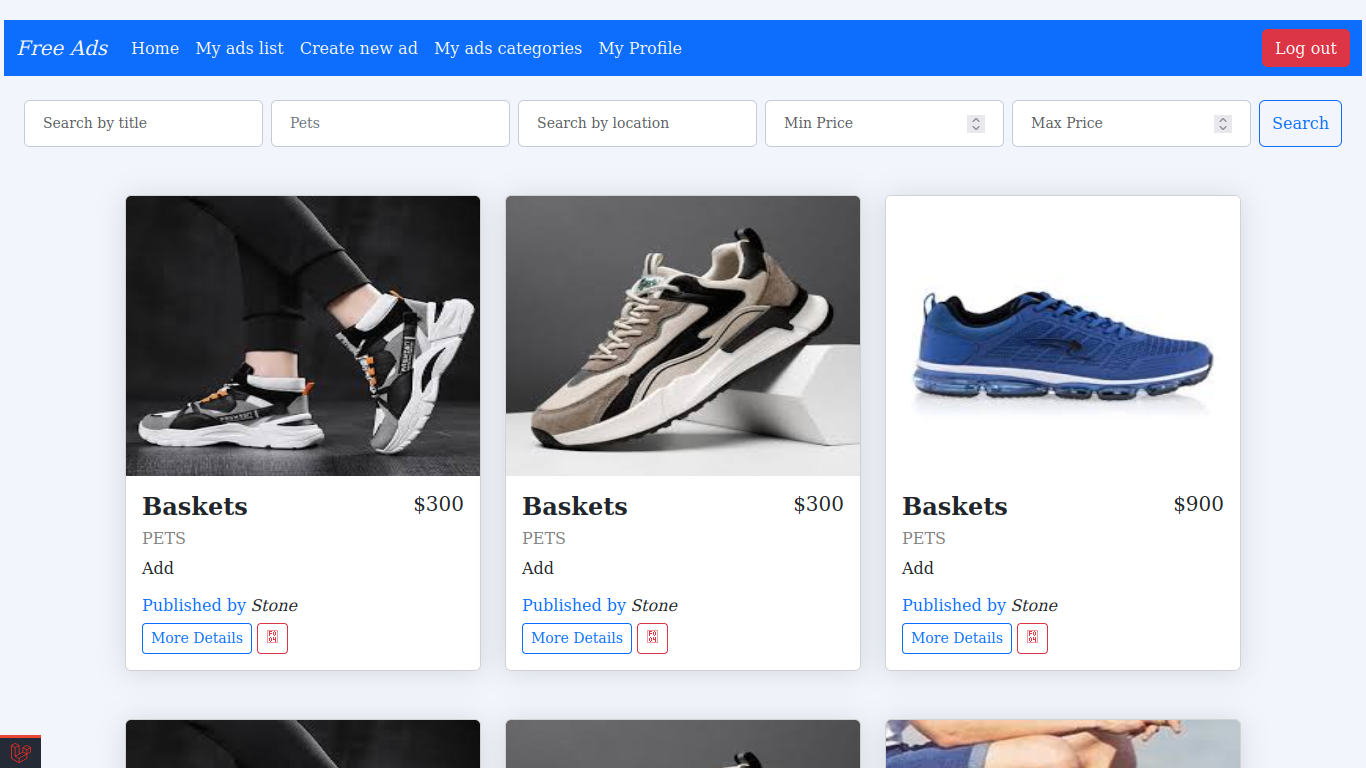 Free Ads Home My ads list Create new ad My ads categories My Profile Log out
Search by title Pets Search by location Min Price Max Price Search
Baskets $300 Baskets $300 Baskets $900
PETS PETS PETS
Add Add Add
Published by Stone Published by Stone Published by Stone
More Details More Details More Details